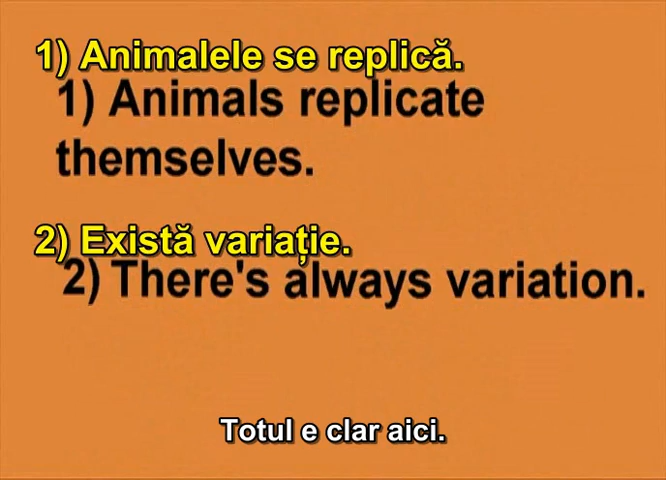 1) Animalele se replică.
1) Animals replicate
themselves.
2) Există variație.
2) There's always variation.
Totul e clar aici.